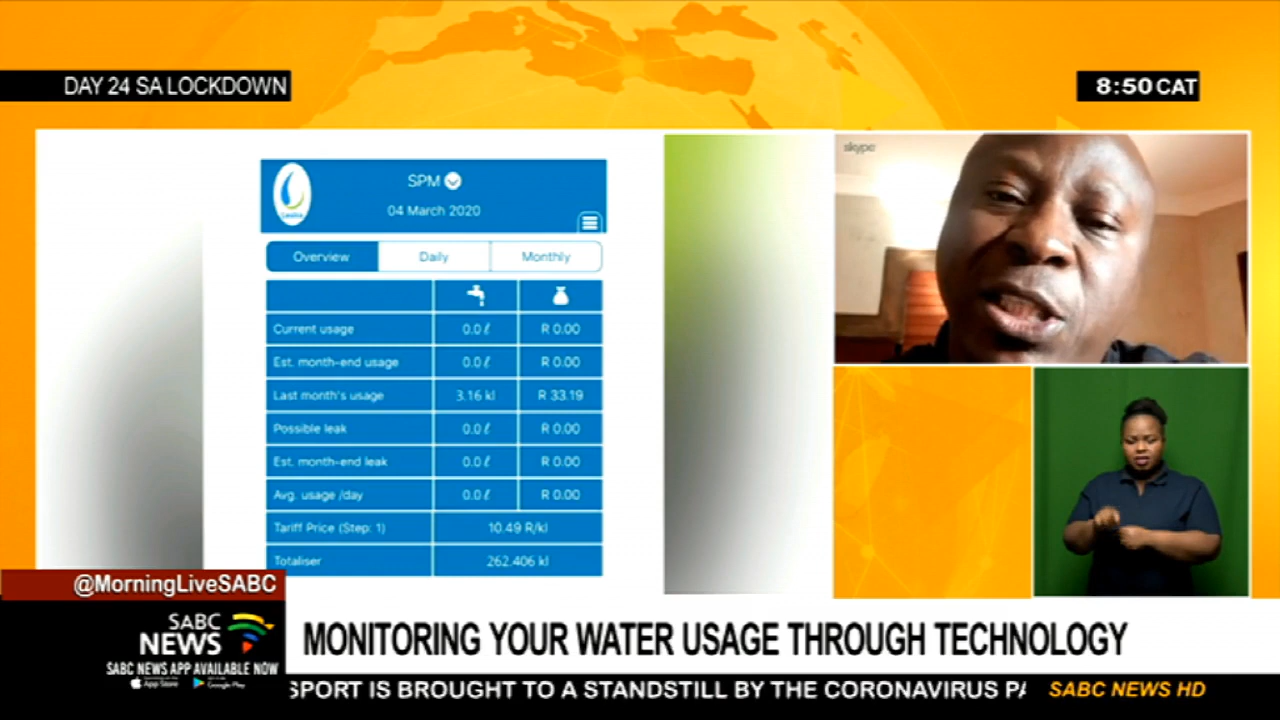 DAY 24 SA LOCKDOWN
8:50 CAT
skype
SPM
04 March 2020
Overview
Daily
Monthly
Current usage 0.0 ℓ R 0.00
Est. month-end usage 0.0 ℓ R 0.00
Last month's usage 3.16 kl R 33.19
Possible leak 0.0 ℓ R 0.00
Est. month-end leak 0.0 ℓ R 0.00
Avg. usage /day 0.0 ℓ R 0.00
Tariff Price (Step: 1) 10.49 R/kl
Totaliser 262.406 kl
@MorningLiveSABC
SABC
NEWS
SABC NEWS APP AVAILABLE NOW
App Store
Google Play
MONITORING YOUR WATER USAGE THROUGH TECHNOLOGY
SPORT IS BROUGHT TO A STANDSTILL BY THE CORONAVIRUS
SABC NEWS HD